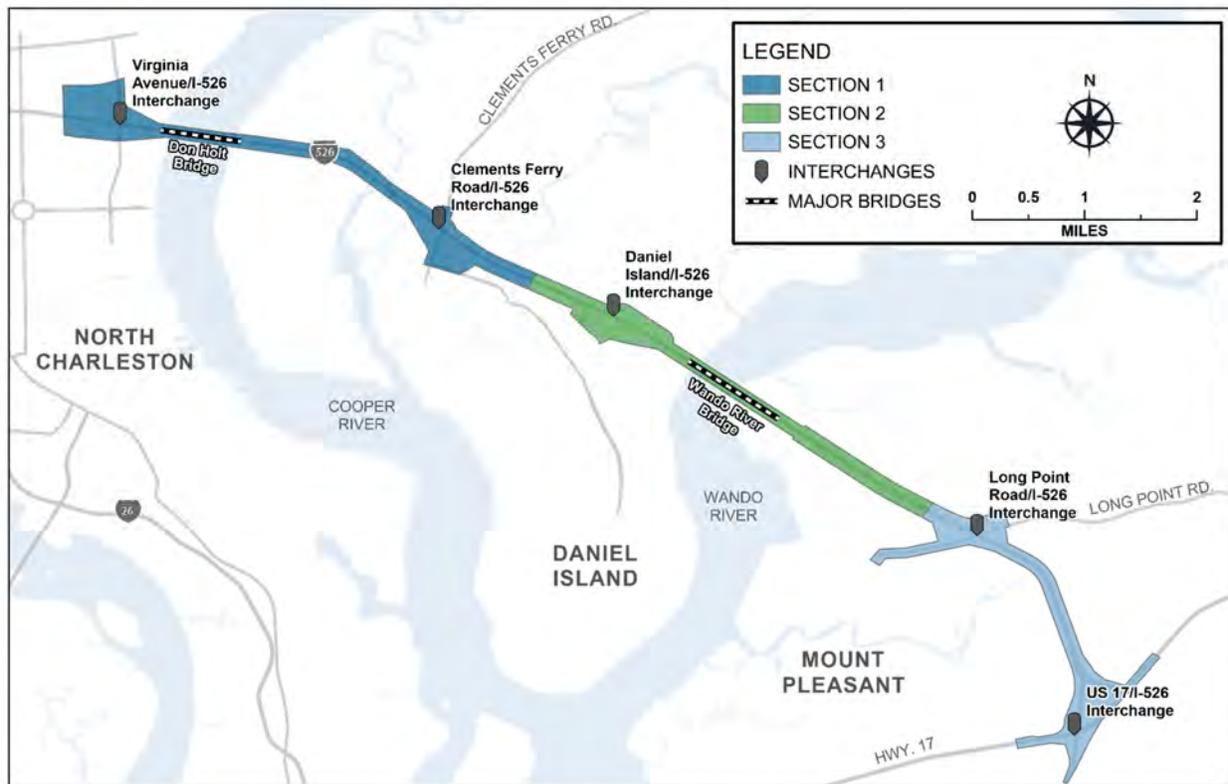 Virginia
Avenue/I-526
Interchange
Don Holt
Bridge
526
CLEMENTS FERRY RD.
Clements Ferry
Road/I-526
Interchange
Daniel
Island/I-526
Interchange
LEGEND
SECTION 1
SECTION 2
SECTION 3
INTERCHANGES
MAJOR BRIDGES
N
0 0.5 1 2
MILES
NORTH
CHARLESTON
COOPER
RIVER
Wando River
Bridge
WANDO
RIVER
Long Point
Road/I-526
Interchange
LONG POINT RD.
26
DANIEL
ISLAND
MOUNT
PLEASANT
US 17/I-526
Interchange
HWY. 17